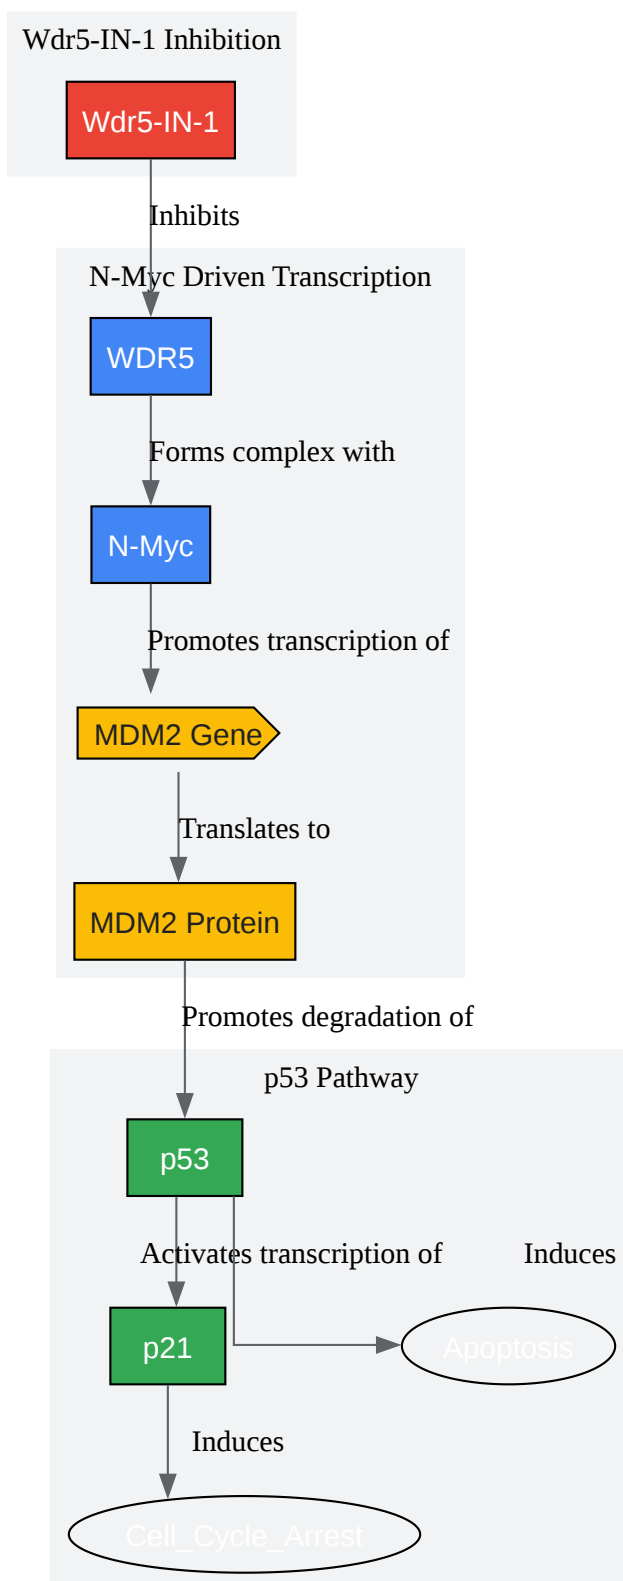 Wdr5-IN-1 Inhibition
Wdr5-IN-1
Inhibits
N-Myc Driven Transcription
WDR5
Forms complex with
N-Myc
Promotes transcription of
MDM2 Gene
Translates to
MDM2 Protein
Promotes degradation of
p53 Pathway
p53
Activates transcription of
Induces
p21
Apoptosis
Induces
Cell_Cycle_Arrest